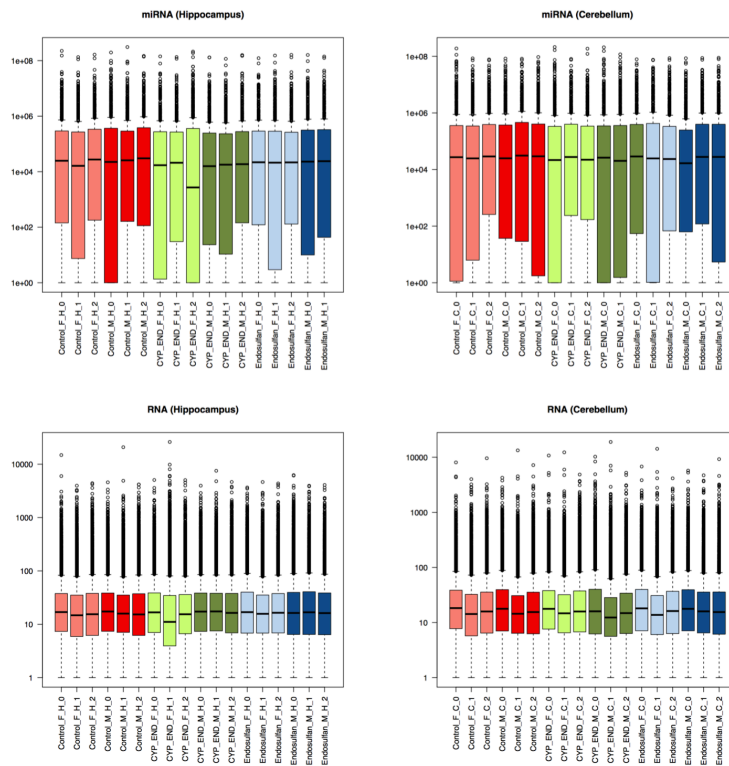 miRNA (Hippocampus)
1e+08
1e+06
1e+04
1e+02
1e+00
Control_F_H_0
Control_F_H_1
Control_F_H_2
Control_M_H_0
Control_M_H_1
Control_M_H_2
CYP_END_F_H_0
CYP_END_F_H_1
CYP_END_F_H_2
CYP_END_M_H_0
CYP_END_M_H_1
CYP_END_M_H_2
Endosulfan_F_H_0
Endosulfan_F_H_1
Endosulfan_F_H_2
Endosulfan_M_H_0
Endosulfan_M_H_1
miRNA (Cerebellum)
1e+08
1e+06
1e+04
1e+02
1e+00
Control_F_C_0
Control_F_C_1
Control_F_C_2
Control_M_C_0
Control_M_C_1
Control_M_C_2
CYP_END_F_C_0
CYP_END_F_C_1
CYP_END_F_C_2
CYP_END_M_C_0
CYP_END_M_C_1
CYP_END_M_C_2
Endosulfan_F_C_0
Endosulfan_F_C_1
Endosulfan_F_C_2
Endosulfan_M_C_0
Endosulfan_M_C_1
Endosulfan_M_C_2
RNA (Hippocampus)
10000
1000
100
10
1
Control_F_H_0
Control_F_H_1
Control_F_H_2
Control_M_H_0
Control_M_H_1
Control_M_H_2
CYP_END_F_H_0
CYP_END_F_H_1
CYP_END_F_H_2
CYP_END_M_H_0
CYP_END_M_H_1
CYP_END_M_H_2
Endosulfan_F_H_0
Endosulfan_F_H_1
Endosulfan_F_H_2
Endosulfan_M_H_0
Endosulfan_M_H_1
Endosulfan_M_H_2
RNA (Cerebellum)
10000
1000
100
10
1
Control_F_C_0
Control_F_C_1
Control_F_C_2
Control_M_C_0
Control_M_C_1
Control_M_C_2
CYP_END_F_C_0
CYP_END_F_C_1
CYP_END_F_C_2
CYP_END_M_C_0
CYP_END_M_C_1
CYP_END_M_C_2
Endosulfan_F_C_0
Endosulfan_F_C_1
Endosulfan_F_C_2
Endosulfan_M_C_0
Endosulfan_M_C_1
Endosulfan_M_C_2